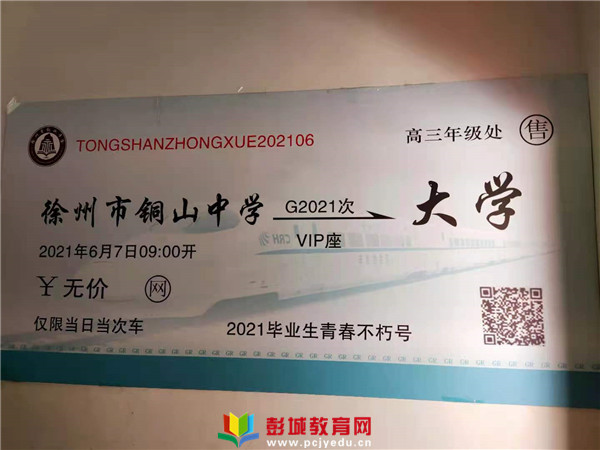 TONGSHANZHONGXUE202106
高三年级处 售
徐州市铜山中学 G2021次 大学
VIP座
2021年6月7日09:00开
¥无价 网
仅限当日当次车 2021毕业生青春不朽号
CRH
彭城教育网
www.pcjyedu.cn